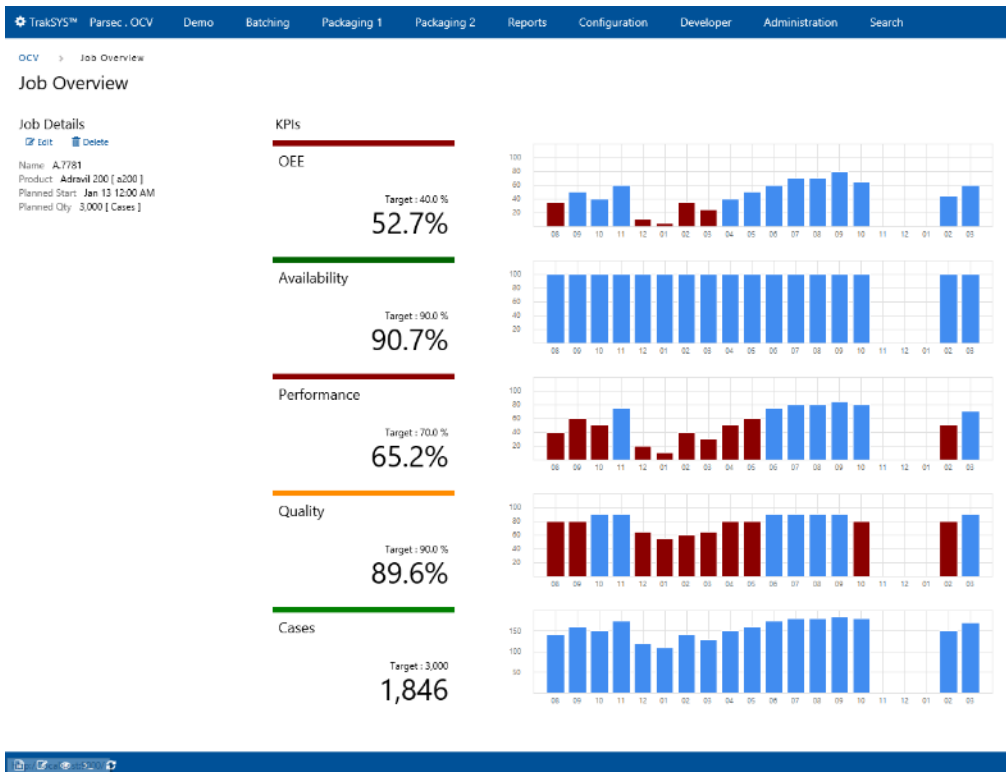 TrakSYS™ Parsec . OCV Demo Batching Packaging 1 Packaging 2 Reports Configuration Developer Administration Search
OCV > Job Overview
Job Overview
Job Details
Edit Delete
Name A.7781
Product Adravil 200 [ a200 ]
Planned Start Jan 13 12:00 AM
Planned Qty 3,000 [ Cases ]
KPIs
OEE
Target : 40.0 %
52.7%
100
80
60
40
20
08 09 10 11 12 01 02 03 04 05 06 07 08 09 10 11 12 01 02 03
Availability
Target : 90.0 %
90.7%
100
80
60
40
20
08 09 10 11 12 01 02 03 04 05 06 07 08 09 10 11 12 01 02 03
Performance
Target : 70.0 %
65.2%
100
80
60
40
20
08 09 10 11 12 01 02 03 04 05 06 07 08 09 10 11 12 01 02 03
Quality
Target : 90.0 %
89.6%
100
80
60
40
20
08 09 10 11 12 01 02 03 04 05 06 07 08 09 10 11 12 01 02 03
Cases
Target : 3,000
1,846
150
100
50
08 09 10 11 12 01 02 03 04 05 06 07 08 09 10 11 12 01 02 03